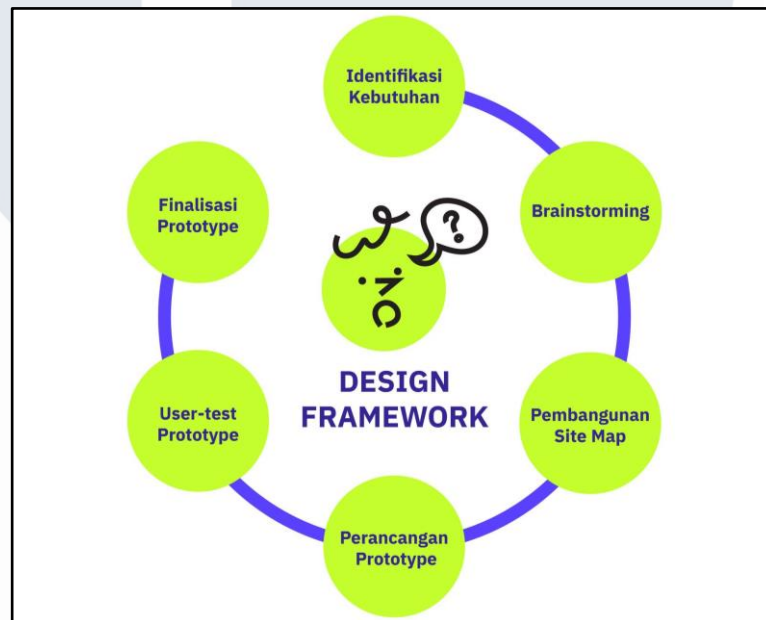 Identifikasi
Kebutuhan
Brainstorming
Pembangunan
Site Map
Perancangan
Prototype
User-test
Prototype
Finalisasi
Prototype
?
DESIGN
FRAMEWORK